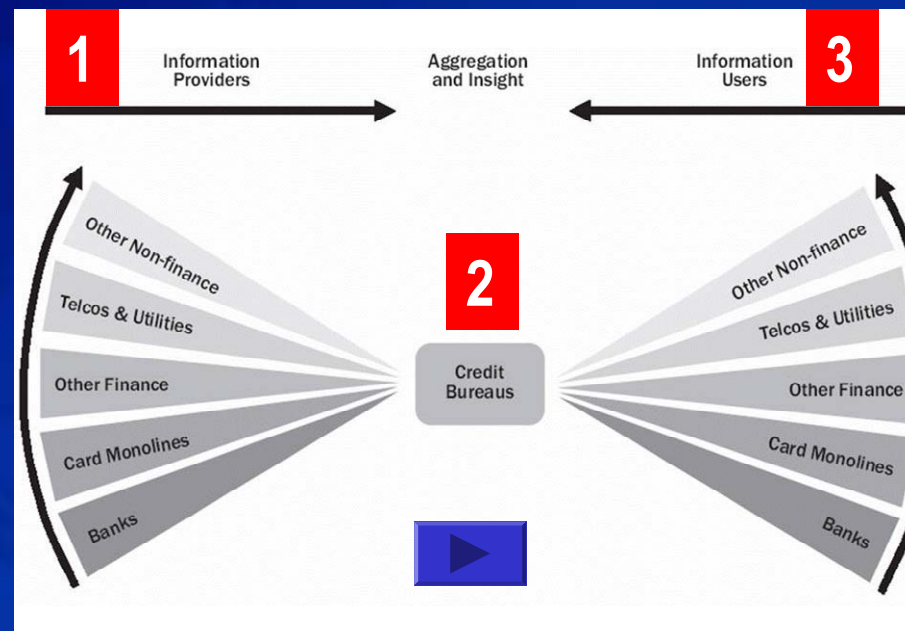 1
Information
Providers
Aggregation
and Insight
Information
Users
3
Other Non-finance
Telcos & Utilities
Other Finance
Card Monolines
Banks
2
Credit
Bureaus
Other Non-finance
Telcos & Utilities
Other Finance
Card Monolines
Banks